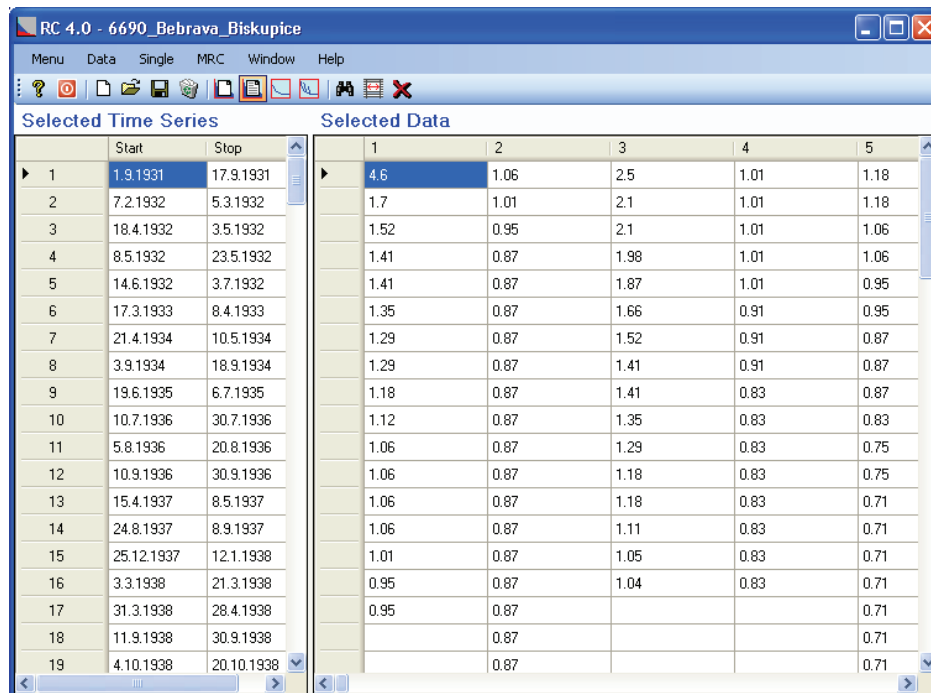 RC 4.0 - 6690_Bebrava_Biskupice
Menu Data Single MRC Window Help
Selected Time Series Selected Data
Start Stop 1 2 3 4 5
1 1.9.1931 17.9.1931 4.6 1.06 2.5 1.01 1.18
2 7.2.1932 5.3.1932 1.7 1.01 2.1 1.01 1.18
3 18.4.1932 3.5.1932 1.52 0.95 2.1 1.01 1.06
4 8.5.1932 23.5.1932 1.41 0.87 1.98 1.01 1.06
5 14.6.1932 3.7.1932 1.41 0.87 1.87 1.01 0.95
6 17.3.1933 8.4.1933 1.35 0.87 1.66 0.91 0.95
7 21.4.1934 10.5.1934 1.29 0.87 1.52 0.91 0.87
8 3.9.1934 18.9.1934 1.29 0.87 1.41 0.91 0.87
9 19.6.1935 6.7.1935 1.18 0.87 1.41 0.83 0.87
10 10.7.1936 30.7.1936 1.12 0.87 1.35 0.83 0.83
11 5.8.1936 20.8.1936 1.06 0.87 1.29 0.83 0.75
12 10.9.1936 30.9.1936 1.06 0.87 1.18 0.83 0.75
13 15.4.1937 8.5.1937 1.06 0.87 1.18 0.83 0.71
14 24.8.1937 8.9.1937 1.06 0.87 1.11 0.83 0.71
15 25.12.1937 12.1.1938 1.01 0.87 1.05 0.83 0.71
16 3.3.1938 21.3.1938 0.95 0.87 1.04 0.83 0.71
17 31.3.1938 28.4.1938 0.95 0.87 0.71
18 11.9.1938 30.9.1938 0.87 0.71
19 4.10.1938 20.10.1938 0.87 0.71